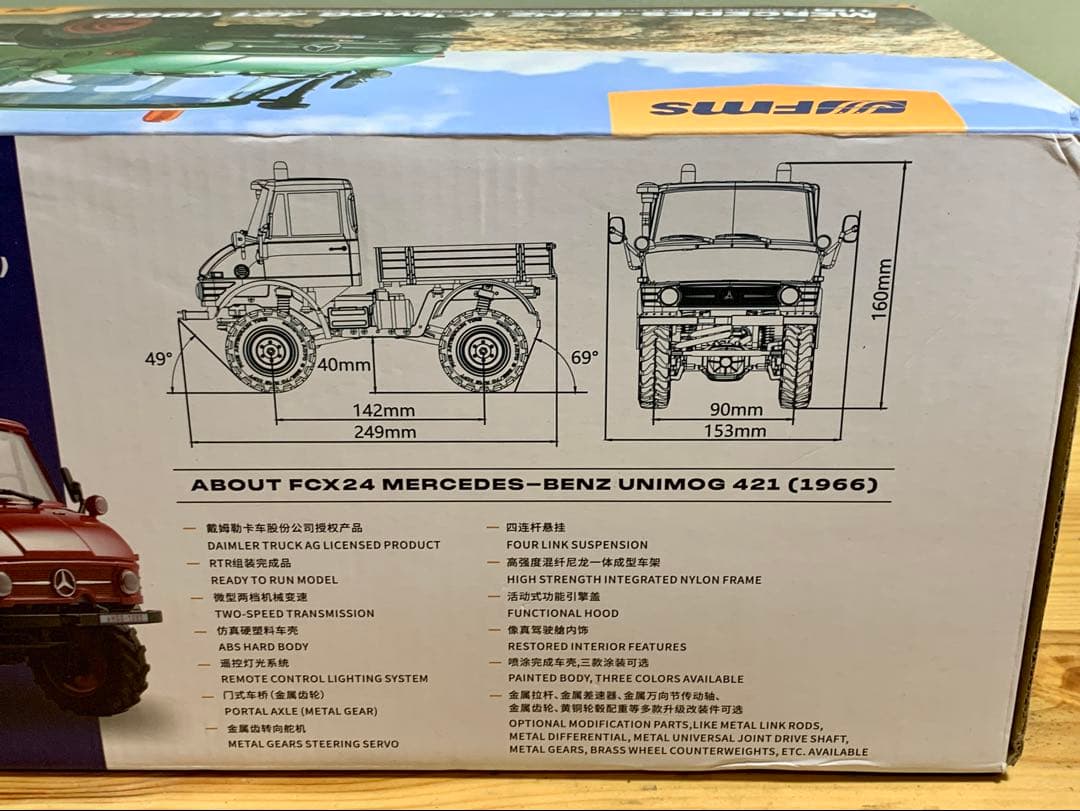 MERCEDES-BENZ UNIMOG 421 (1966)
FMS
160mm
49°
40mm
69°
142mm
249mm
90mm
153mm
ABOUT FCX24 MERCEDES-BENZ UNIMOG 421 (1966)
戴姆勒卡车股份公司授权产品
DAIMLER TRUCK AG LICENSED PRODUCT
RTR组装完成品
READY TO RUN MODEL
微型两档机械变速
TWO-SPEED TRANSMISSION
仿真硬塑料车壳
ABS HARD BODY
遥控灯光系统
REMOTE CONTROL LIGHTING SYSTEM
门式车桥(金属齿轮)
PORTAL AXLE (METAL GEAR)
金属齿转向舵机
METAL GEARS STEERING SERVO
四连杆悬挂
FOUR LINK SUSPENSION
高强度混纤尼龙一体成型车架
HIGH STRENGTH INTEGRATED NYLON FRAME
活动式功能引擎盖
FUNCTIONAL HOOD
像真驾驶舱内饰
RESTORED INTERIOR FEATURES
喷涂完成车壳,三款涂装可选
PAINTED BODY, THREE COLORS AVAILABLE
金属拉杆、金属差速器、金属万向节传动轴、
金属齿轮、黄铜轮毂配重等多款升级改装件可选
OPTIONAL MODIFICATION PARTS,LIKE METAL LINK RODS,
METAL DIFFERENTIAL, METAL UNIVERSAL JOINT DRIVE SHAFT,
METAL GEARS, BRASS WHEEL COUNTERWEIGHTS, ETC. AVAILABLE